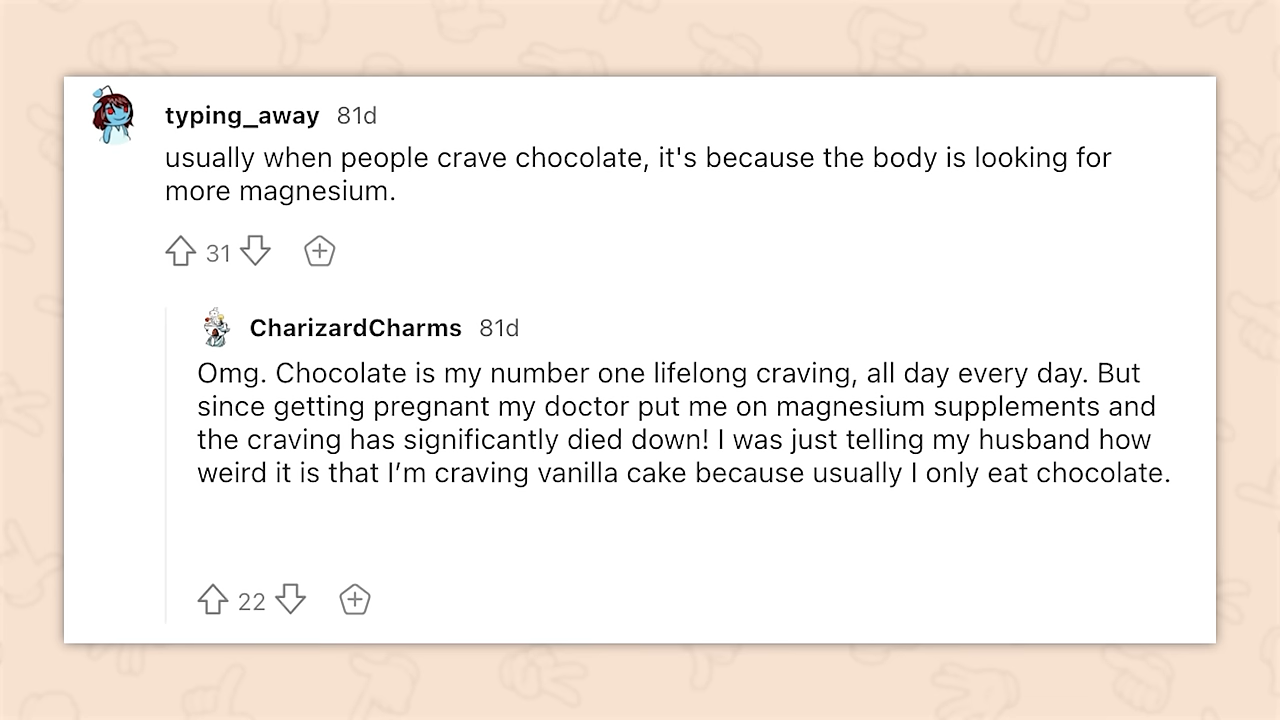 typing_away 81d
usually when people crave chocolate, it's because the body is looking for
more magnesium.
31
CharizardCharms 81d
Omg. Chocolate is my number one lifelong craving, all day every day. But
since getting pregnant my doctor put me on magnesium supplements and
the craving has significantly died down! I was just telling my husband how
weird it is that I’m craving vanilla cake because usually I only eat chocolate.
22